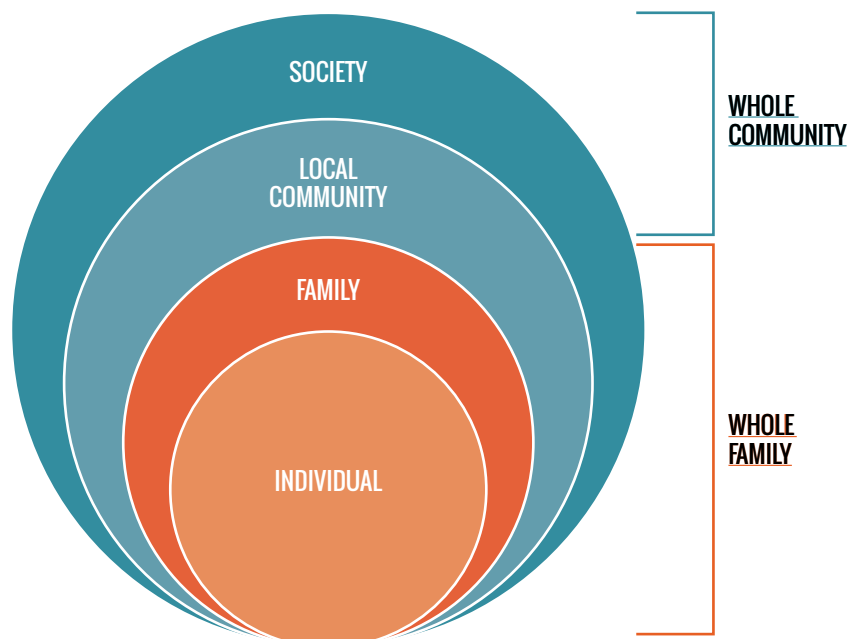 SOCIETY
WHOLE
COMMUNITY
LOCAL
COMMUNITY
FAMILY
WHOLE
FAMILY
INDIVIDUAL